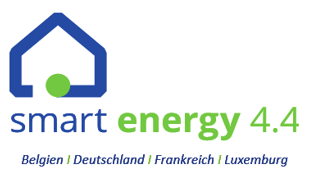 smart energy 4.4
Belgien I Deutschland I Frankreich I Luxemburg